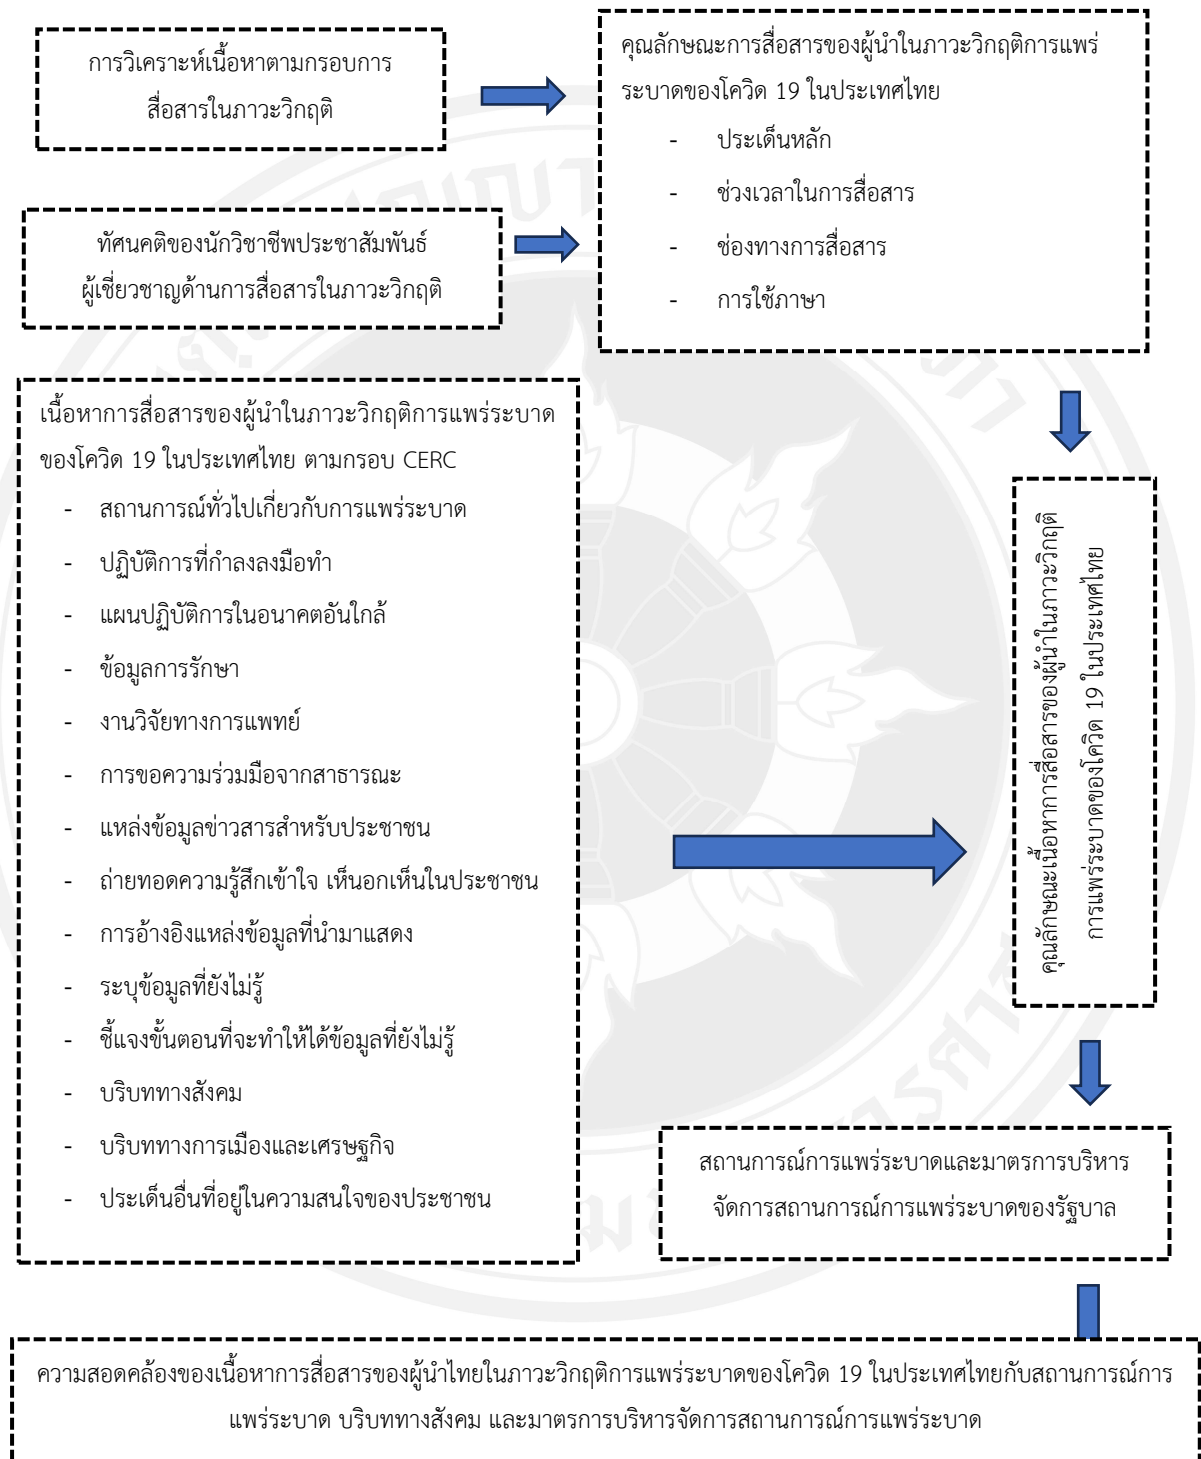 การวิเคราะห์เนื้อหาตามกรอบการ
สื่อสารในภาวะวิกฤติ
คุณลักษณะการสื่อสารของผู้นำในภาวะวิกฤติการแพร่
ระบาดของโควิด 19 ในประเทศไทย
- ประเด็นหลัก
- ช่วงเวลาในการสื่อสาร
- ช่องทางการสื่อสาร
- การใช้ภาษา
ทัศนคติของนักวิชาชีพประชาสัมพันธ์
ผู้เชี่ยวชาญด้านการสื่อสารในภาวะวิกฤติ
เนื้อหาการสื่อสารของผู้นำในภาวะวิกฤติการแพร่ระบาด
ของโควิด 19 ในประเทศไทย ตามกรอบ CERC
- สถานการณ์ทั่วไปเกี่ยวกับการแพร่ระบาด
- ปฏิบัติการที่กำลงลงมือทำ
- แผนปฏิบัติการในอนาคตอันใกล้
- ข้อมูลการรักษา
- งานวิจัยทางการแพทย์
- การขอความร่วมมือจากสาธารณะ
- แหล่งข้อมูลข่าวสารสำหรับประชาชน
- ถ่ายทอดความรู้สึกเข้าใจ เห็นอกเห็นในประชาชน
- การอ้างอิงแหล่งข้อมูลที่นำมาแสดง
- ระบุข้อมูลที่ยังไม่รู้
- ชี้แจงขั้นตอนที่จะทำให้ได้ข้อมูลที่ยังไม่รู้
- บริบททางสังคม
- บริบททางการเมืองและเศรษฐกิจ
- ประเด็นอื่นที่อยู่ในความสนใจของประชาชน
คุณลักษณะเนื้อหาการสื่อสารของผู้นำในภาวะวิกฤติ
การแพร่ระบาดของโควิด 19 ในประเทศไทย
สถานการณ์การแพร่ระบาดและมาตรการบริหาร
จัดการสถานการณ์การแพร่ระบาดของรัฐบาล
ความสอดคล้องของเนื้อหาการสื่อสารของผู้นำไทยในภาวะวิกฤติการแพร่ระบาดของโควิด 19 ในประเทศไทยกับสถานการณ์การ
แพร่ระบาด บริบททางสังคม และมาตรการบริหารจัดการสถานการณ์การแพร่ระบาด